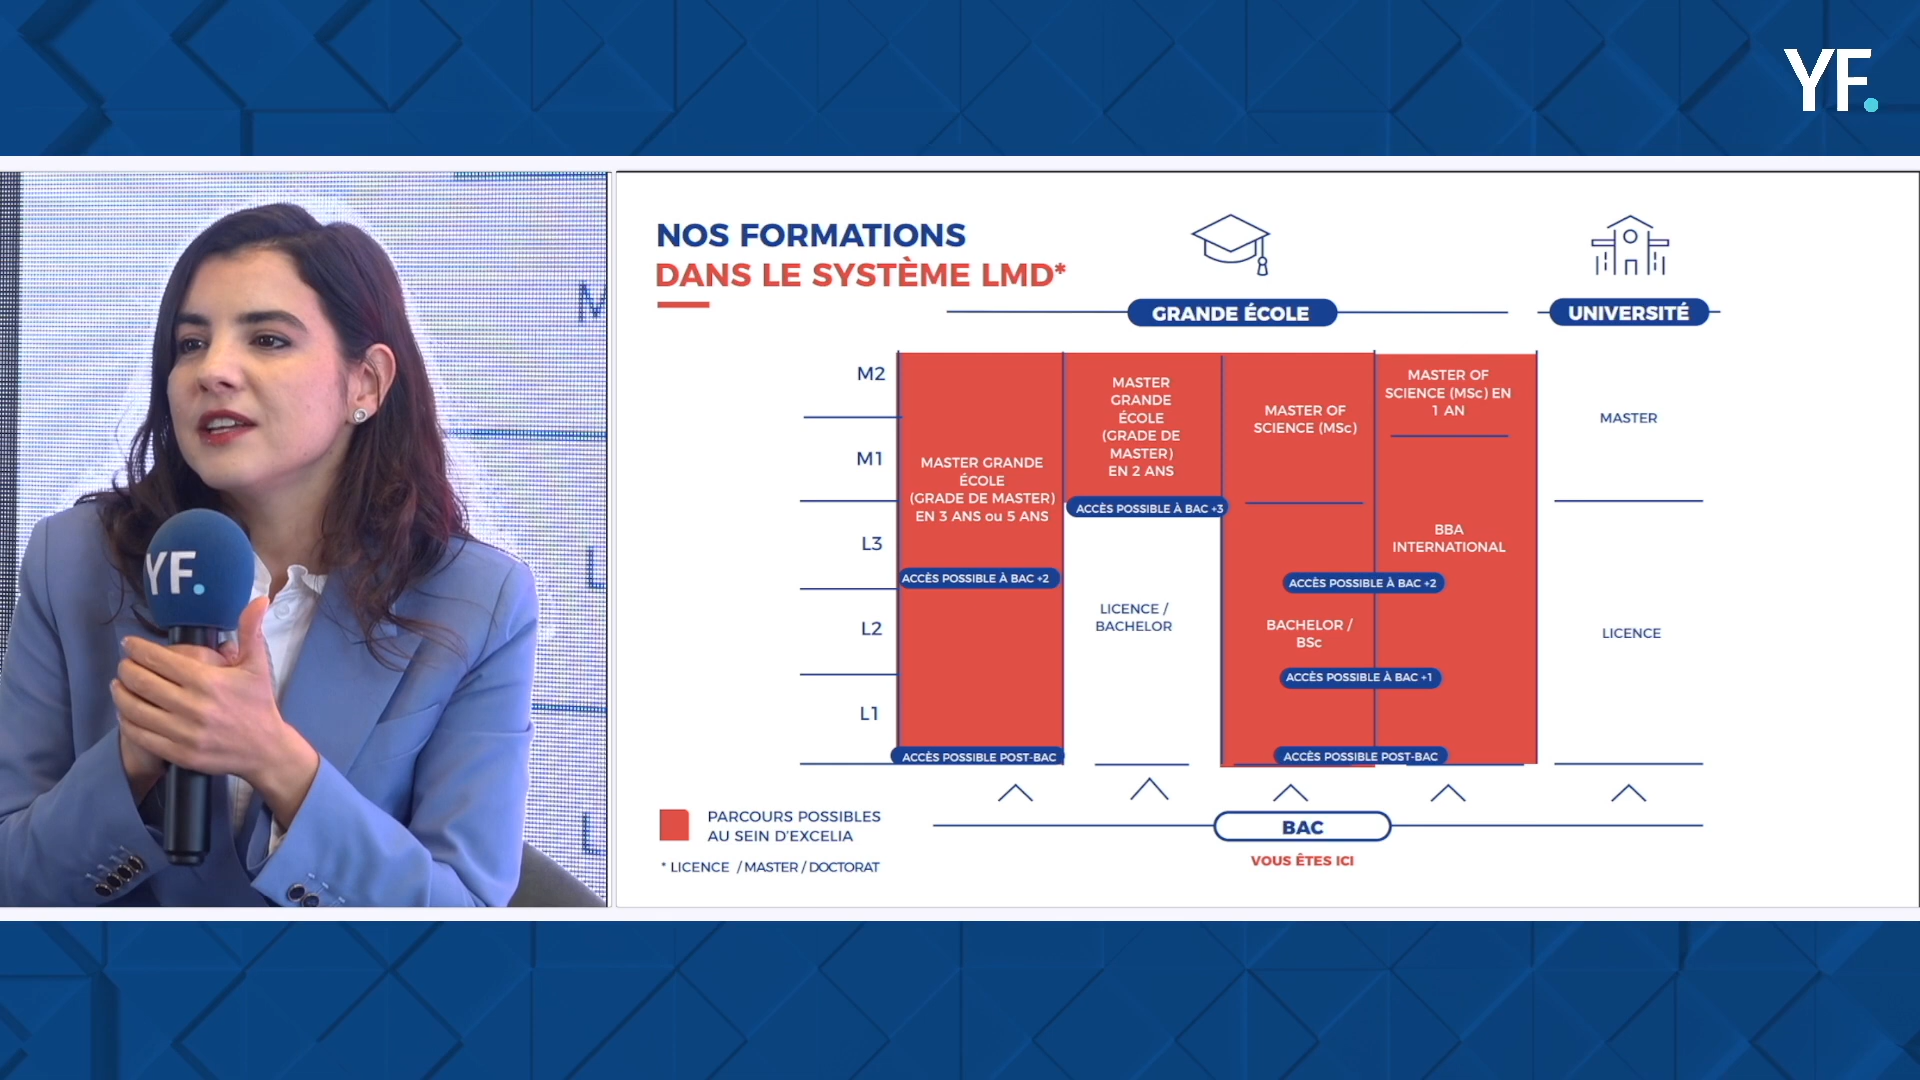 YF.
NOS FORMATIONS
DANS LE SYSTÈME LMD*
GRANDE ÉCOLE
UNIVERSITÉ
M2
M1
L3
L2
L1
MASTER GRANDE
ÉCOLE
(GRADE DE MASTER)
EN 3 ANS ou 5 ANS
ACCÈS POSSIBLE À BAC +2
ACCÈS POSSIBLE POST-BAC
MASTER
GRANDE
ÉCOLE
(GRADE DE
MASTER)
EN 2 ANS
ACCÈS POSSIBLE À BAC +3
LICENCE /
BACHELOR
MASTER OF
SCIENCE (MSc)
BACHELOR /
BSc
MASTER OF
SCIENCE (MSc) EN
1 AN
BBA
INTERNATIONAL
ACCÈS POSSIBLE À BAC +2
ACCÈS POSSIBLE À BAC +1
ACCÈS POSSIBLE POST-BAC
MASTER
LICENCE
BAC
VOUS ÊTES ICI
PARCOURS POSSIBLES
AU SEIN D'EXCELIA
* LICENCE / MASTER / DOCTORAT
YF.
M
L
L